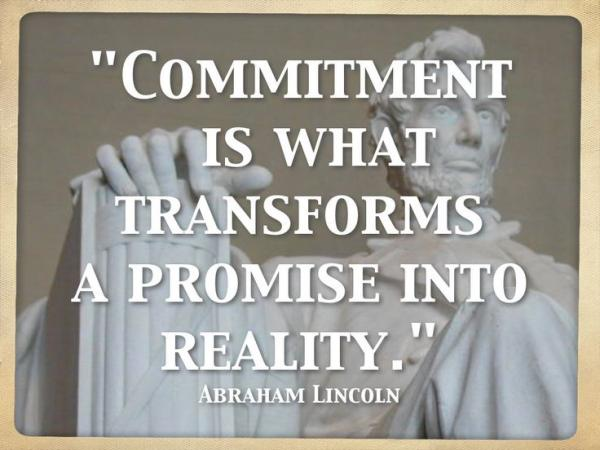 "Commitment
is what
transforms
a promise into
reality."
Abraham Lincoln